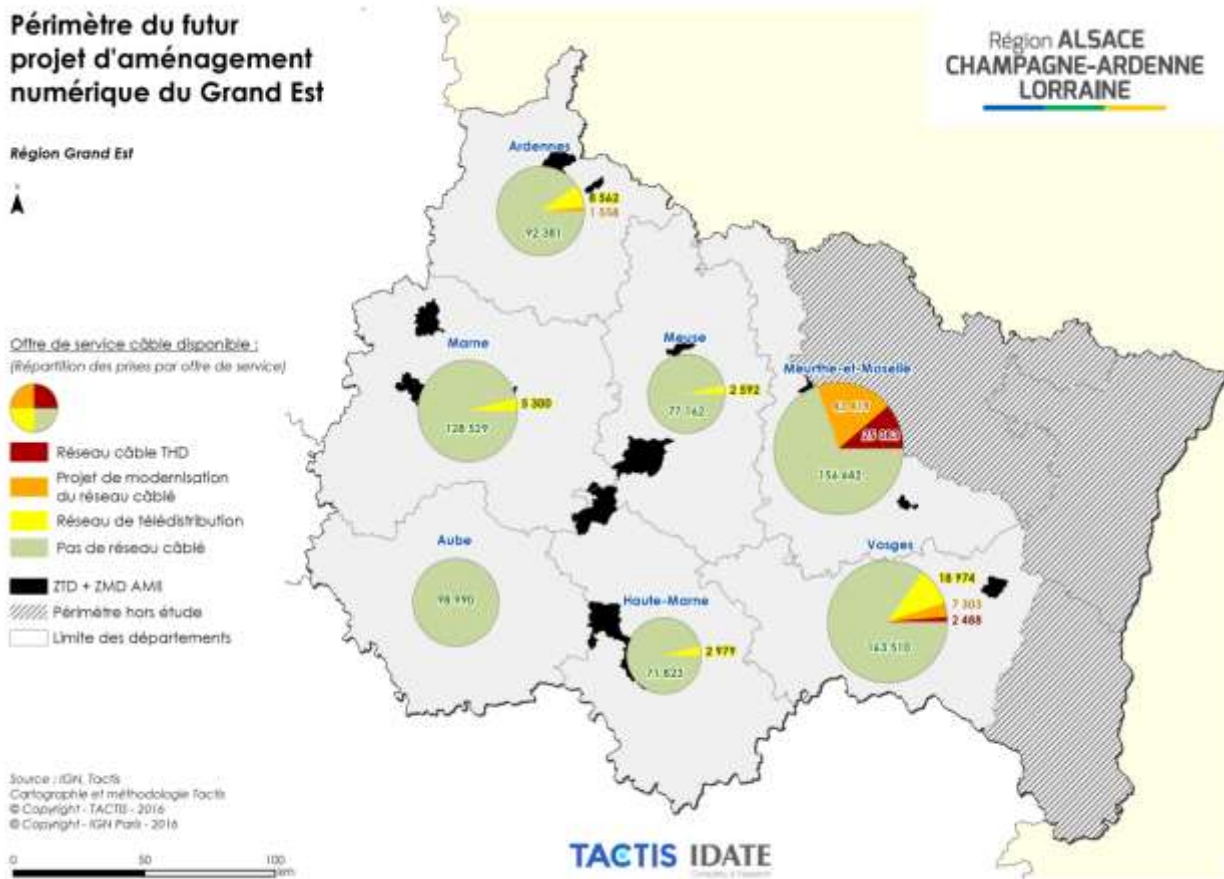 Périmètre du futur
projet d'aménagement
numérique du Grand Est
Région Grand Est
Région ALSACE
CHAMPAGNE-ARDENNE
LORRAINE
Ardennes
8 562
92 381
Marne
5 300
128 529
Meuse
2 592
77 162
Meurthe-et-Moselle
156 642
Aube
98 990
Haute-Marne
2 979
71 823
Vosges
18 974
7 303
2 488
163 510
Offre de service câble disponible :
(Répartition des prises par offre de service)
Réseau câble THD
Projet de modernisation
du réseau câblé
Réseau de télédistribution
Pas de réseau câblé
ZTD + ZMD AMII
Périmètre hors étude
Limite des départements
Source : IGN, Tactis
Cartographie et méthodologie Tactis
© Copyright - TACTIS - 2016
© Copyright - IGN Paris - 2016
0 50 100
km
TACTIS IDATE